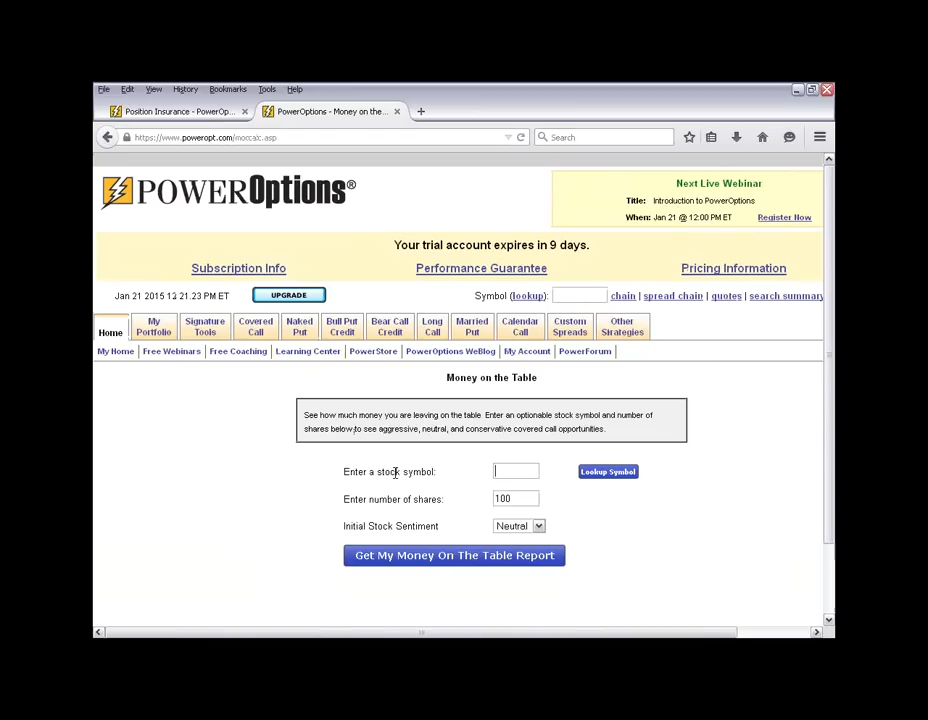 File Edit View History Bookmarks Tools Help
Position Insurance - PowerOp... × PowerOptions - Money on the... × +
https://www.poweropt.com/motcalc.asp Search
POWEROptions®
Next Live Webinar
Title: Introduction to PowerOptions
When: Jan 21 @ 12:00 PM ET Register Now
Your trial account expires in 9 days.
Subscription Info Performance Guarantee Pricing Information
Jan 21 2015 12:21:23 PM ET UPGRADE Symbol (lookup): chain | spread chain | quotes | search summary
Home My Portfolio Signature Tools Covered Call Naked Put Bull Put Credit Bear Call Credit Long Call Married Put Calendar Call Custom Spreads Other Strategies
My Home | Free Webinars | Free Coaching | Learning Center | PowerStore | PowerOptions WeBlog | My Account | PowerForum |
Money on the Table
See how much money you are leaving on the table. Enter an optionable stock symbol and number of
shares below to see aggressive, neutral, and conservative covered call opportunities.
Enter a stock symbol: Lookup Symbol
Enter number of shares: 100
Initial Stock Sentiment Neutral
Get My Money On The Table Report